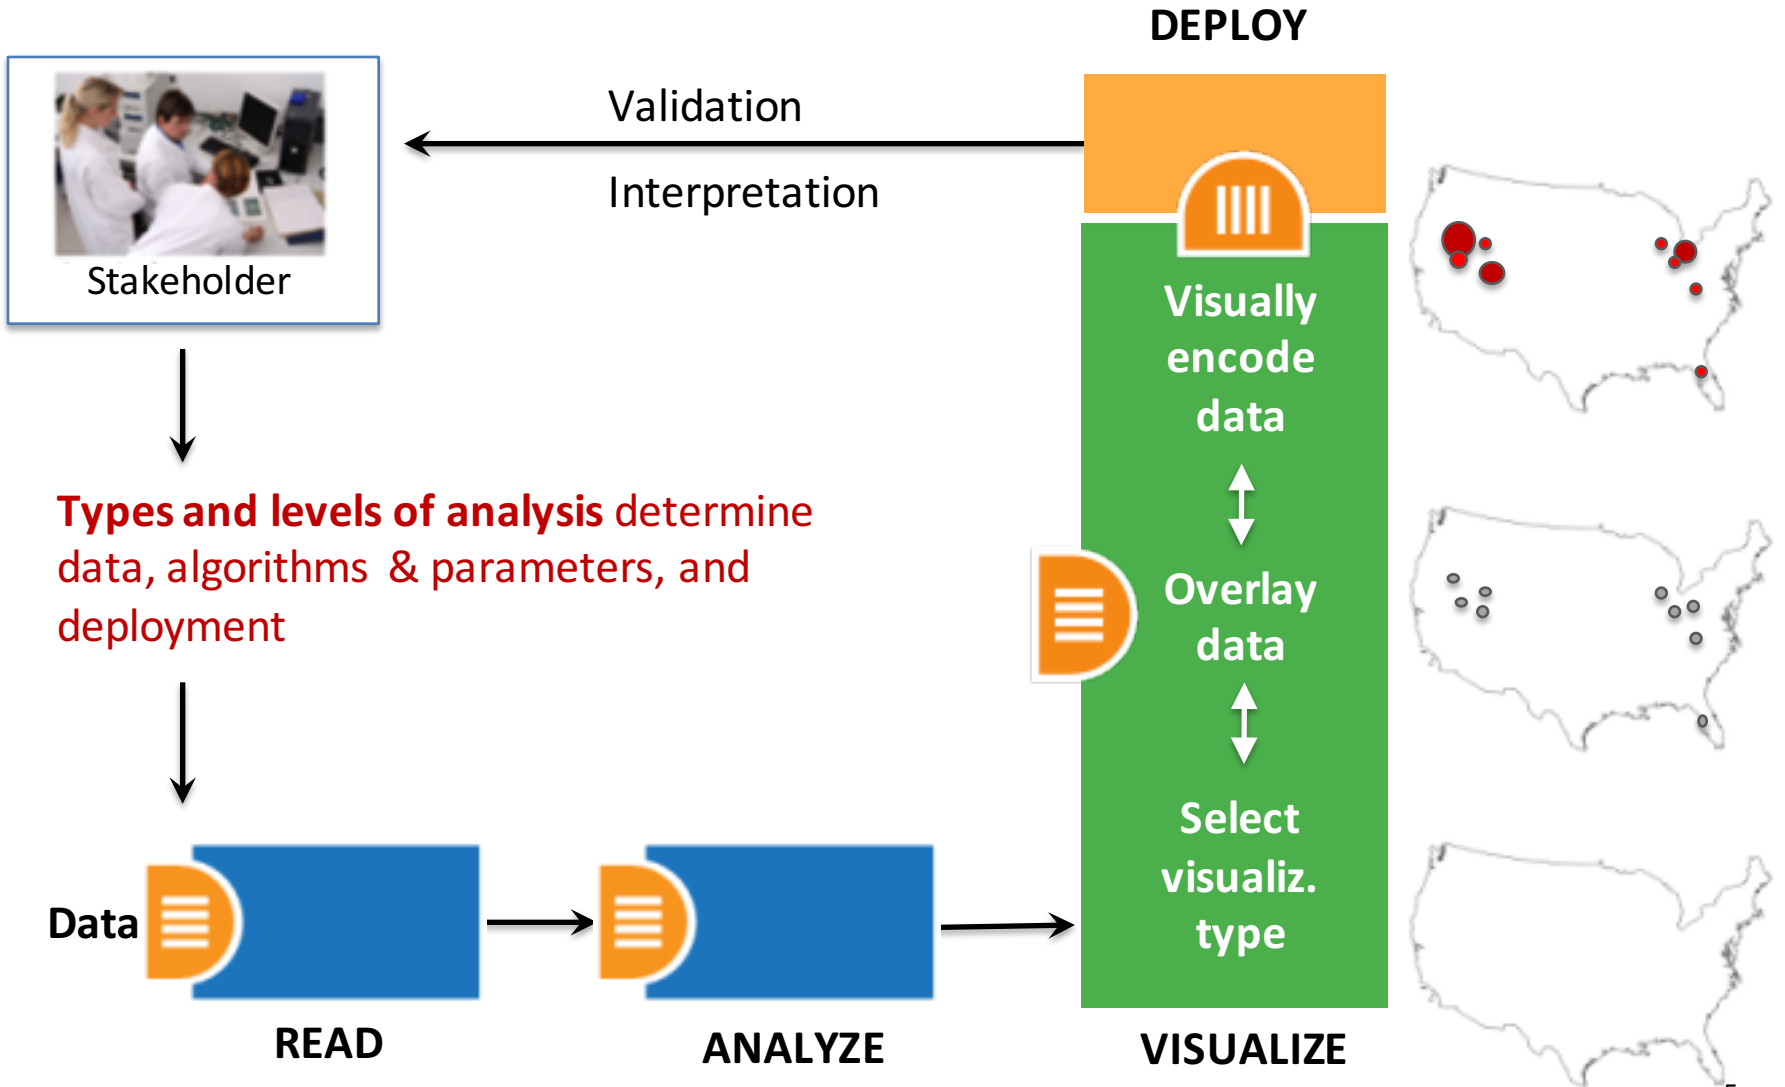 DEPLOY
Validation
Interpretation
Stakeholder
Types and levels of analysis determine
data, algorithms & parameters, and
deployment
Visually
encode
data
Overlay
data
Select
visualiz.
type
Data
READ
ANALYZE
VISUALIZE